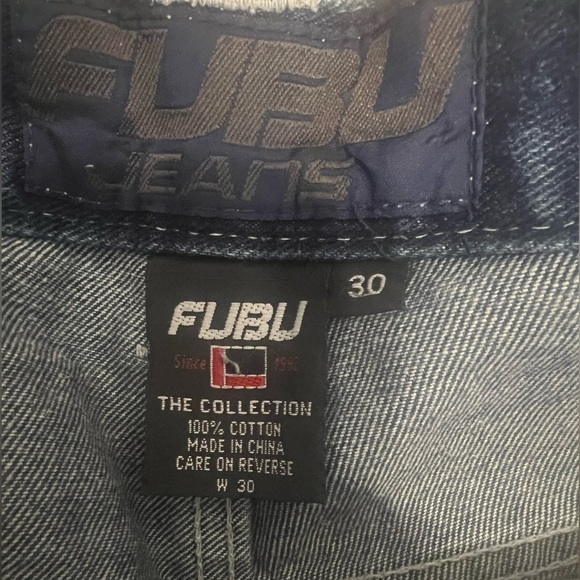 FUBU
JEANS
30
FUBU
Since 1992
THE COLLECTION
100% COTTON
MADE IN CHINA
CARE ON REVERSE
W 30